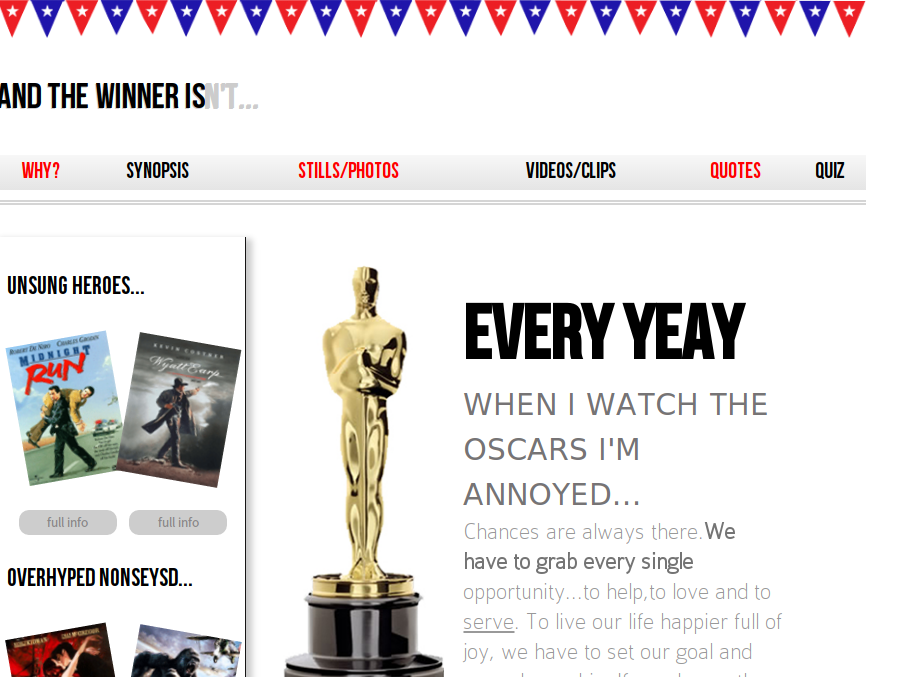 AND THE WINNER ISN'T...
WHY? SYNOPSIS STILLS/PHOTOS VIDEOS/CLIPS QUOTES QUIZ
UNSUNG HEROES...
ROBERT DE NIRO CHARLES GRODIN
MIDNIGHT
RUN
KEVIN COSTNER
Wyatt Earp
full info full info
OVERHYPED NONSEYSD...
EVERY YEAY
WHEN I WATCH THE
OSCARS I'M
ANNOYED...
Chances are always there.We
have to grab every single
opportunity...to help,to love and to
serve. To live our life happier full of
joy, we have to set our goal and